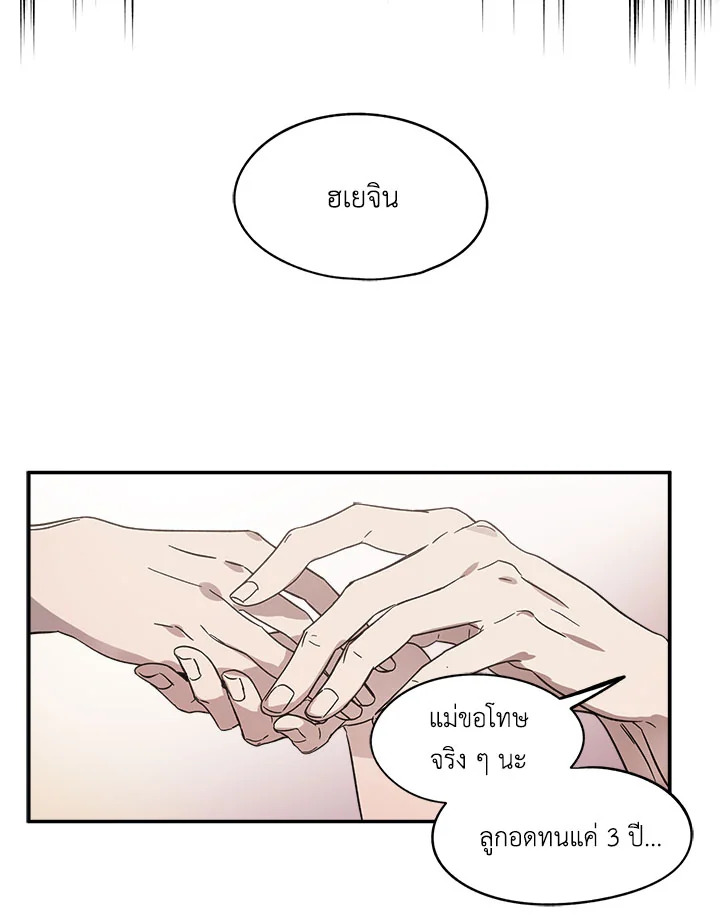 ฮเยจิน
แม่ขอโทษ
จริง ๆ นะ
ลูกอดทนแค่ 3 ปี...